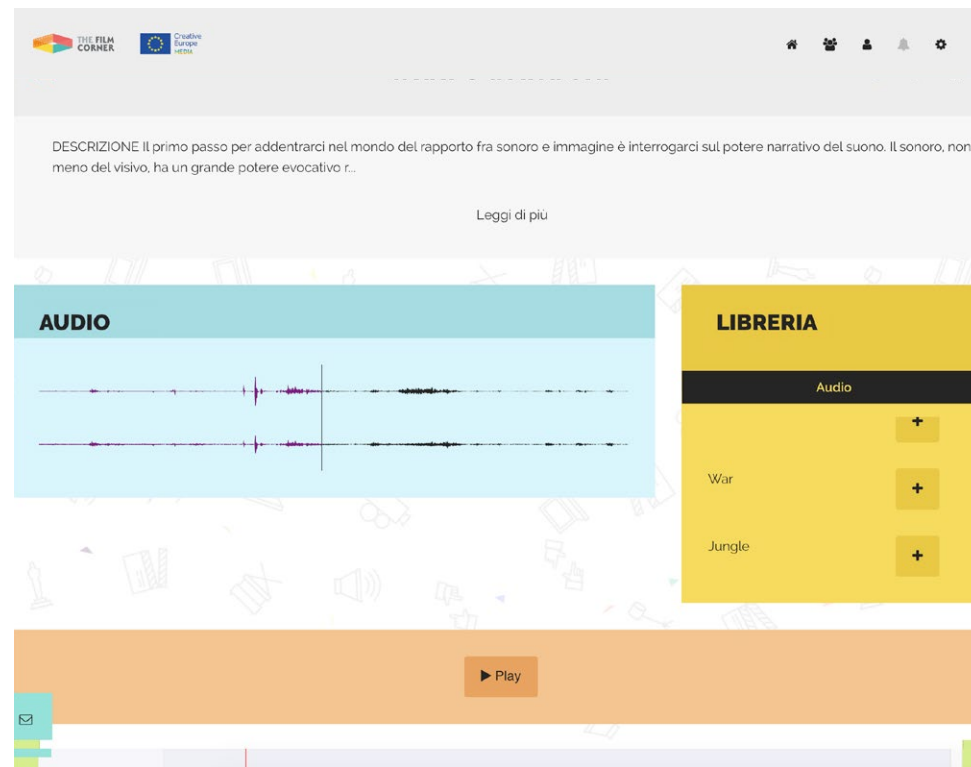 THE FILM
CORNER
Creative
Europe
MEDIA
DESCRIZIONE Il primo passo per addentrarci nel mondo del rapporto fra sonoro e immagine è interrogarci sul potere narrativo del suono. Il sonoro, non
meno del visivo, ha un grande potere evocativo r...
Leggi di più
AUDIO
LIBRERIA
Audio
War
Jungle
Play